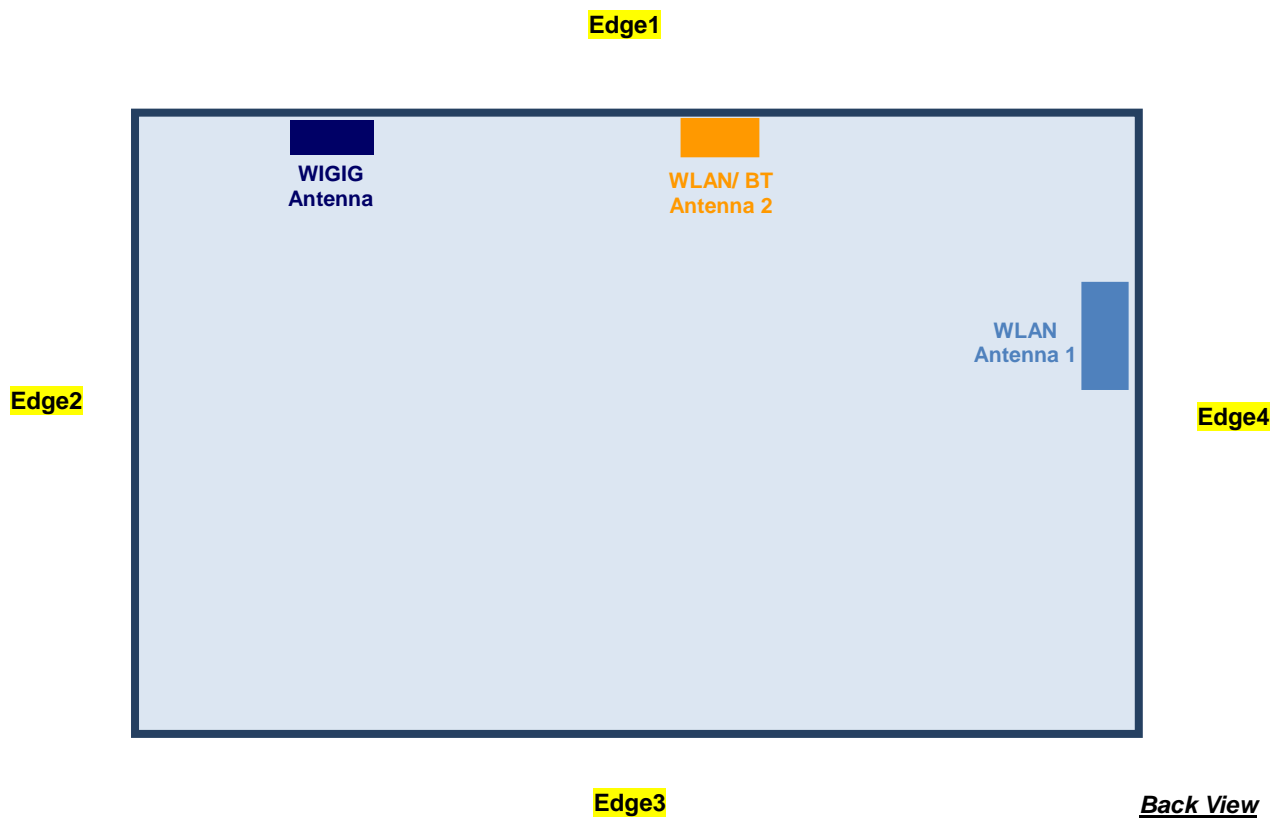 Edge1
WIGIG
Antenna
WLAN/ BT
Antenna 2
WLAN
Antenna 1
Edge2
Edge4
Edge3
Back View